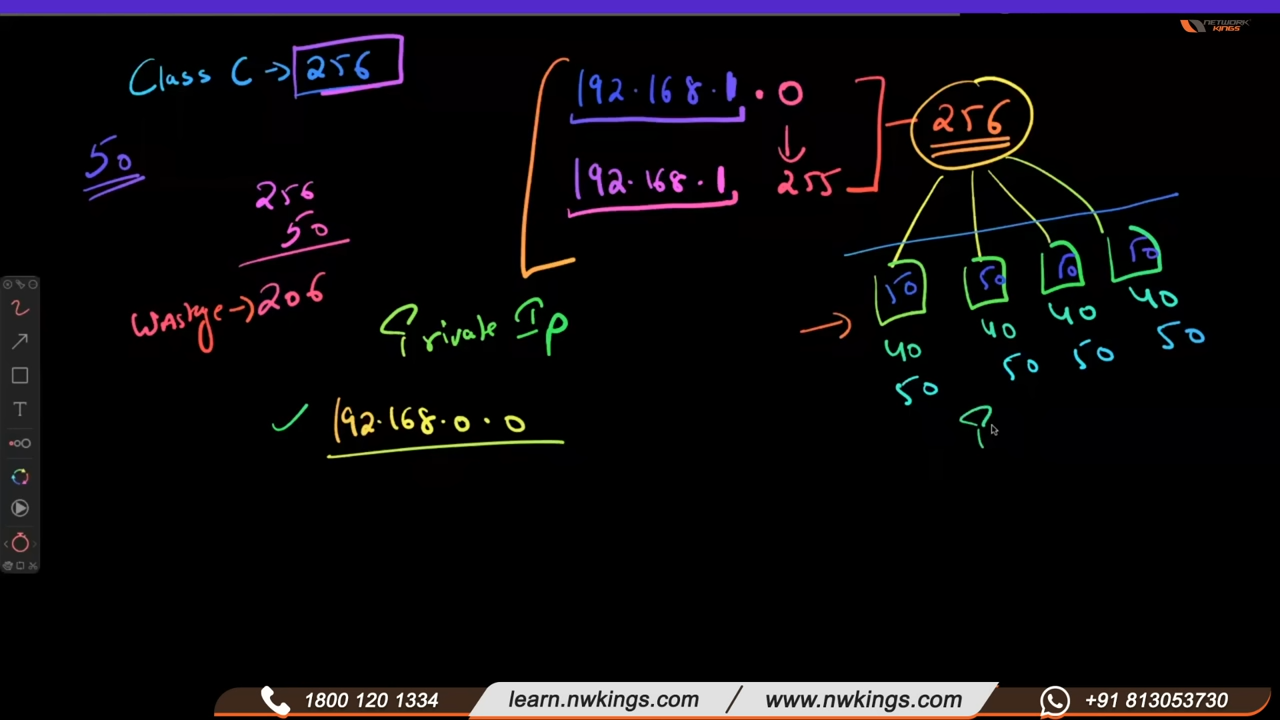 NETWORK
KINGS
Class C → 256
192.168.1 . 0
256
50
192.168.1 255
256
50
206
Wastage →
Private Ip
192.168.0.0
50 50 50 50
40 40 40 40
50 50 50 50
P
T
1800 120 1334
learn.nwkings.com / www.nwkings.com
+91 813053730